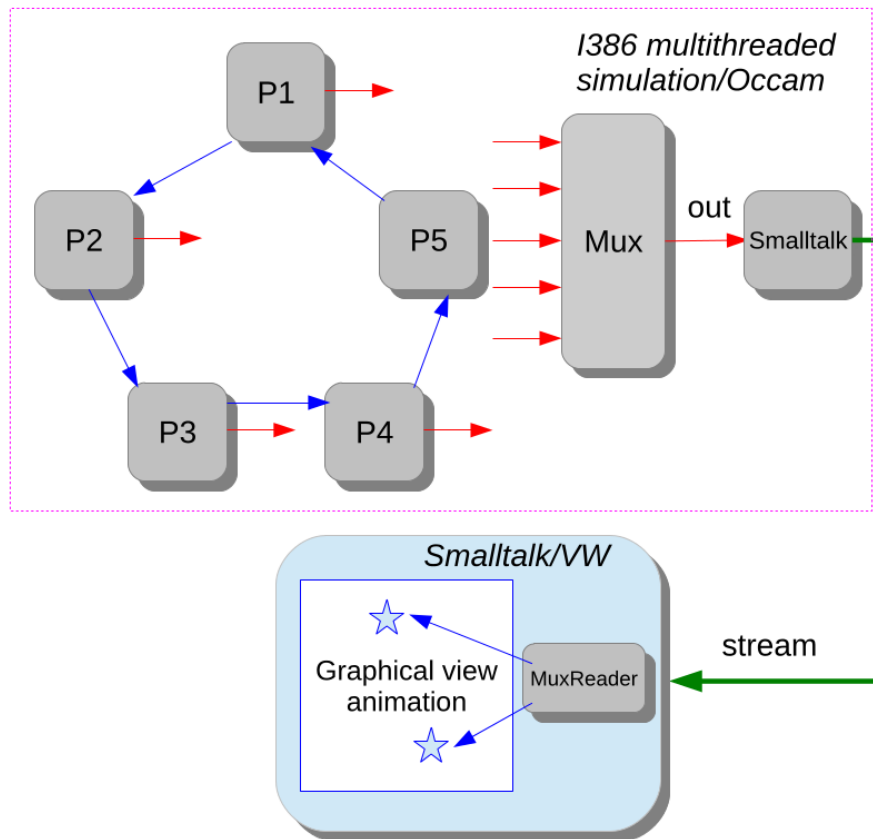 I386 multithreaded
simulation/Occam
P1
P2
P5
Mux
out
Smalltalk
P3
P4
Smalltalk/VW
Graphical view
animation
MuxReader
stream